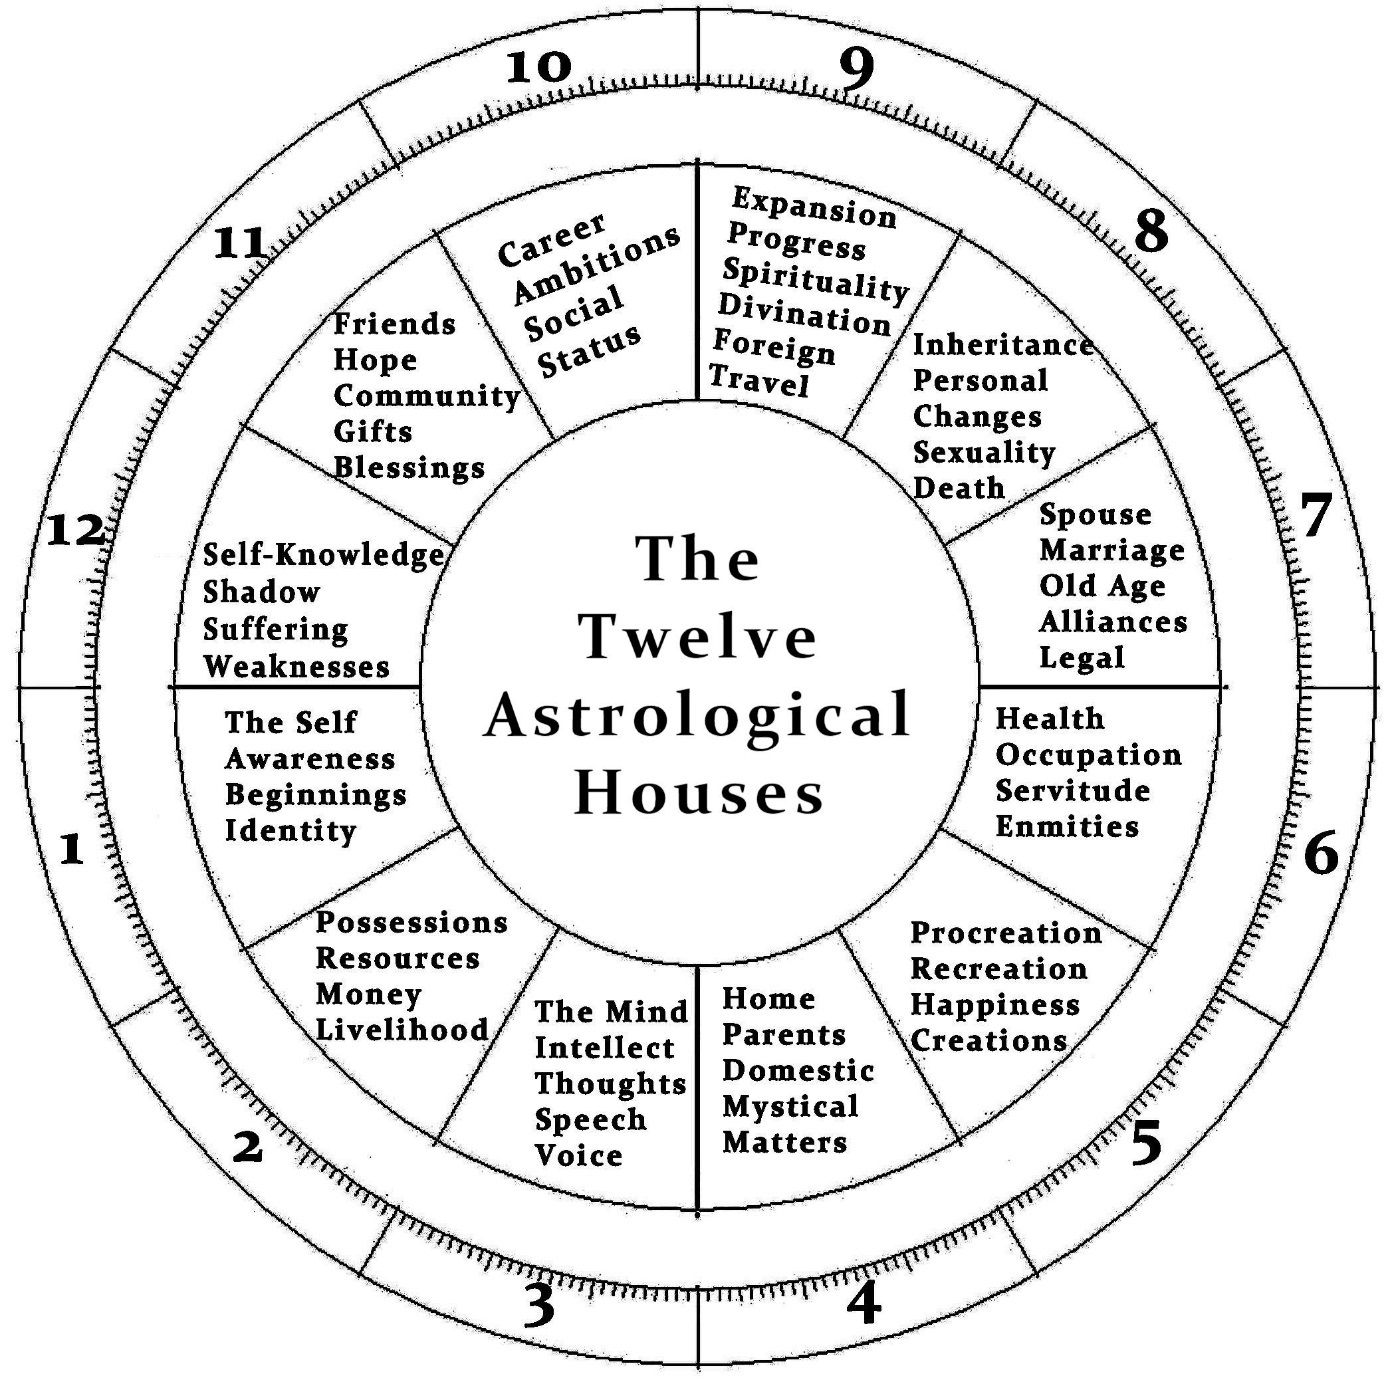 The
Twelve
Astrological
Houses
1
The Self
Awareness
Beginnings
Identity
2
Possessions
Resources
Money
Livelihood
3
The Mind
Intellect
Thoughts
Speech
Voice
4
Home
Parents
Domestic
Mystical
Matters
5
Procreation
Recreation
Happiness
Creations
6
Health
Occupation
Servitude
Enmities
7
Spouse
Marriage
Old Age
Alliances
Legal
8
Inheritance
Personal
Changes
Sexuality
Death
9
Expansion
Progress
Spirituality
Divination
Foreign
Travel
10
Career
Ambitions
Social
Status
11
Friends
Hope
Community
Gifts
Blessings
12
Self-Knowledge
Shadow
Suffering
Weaknesses